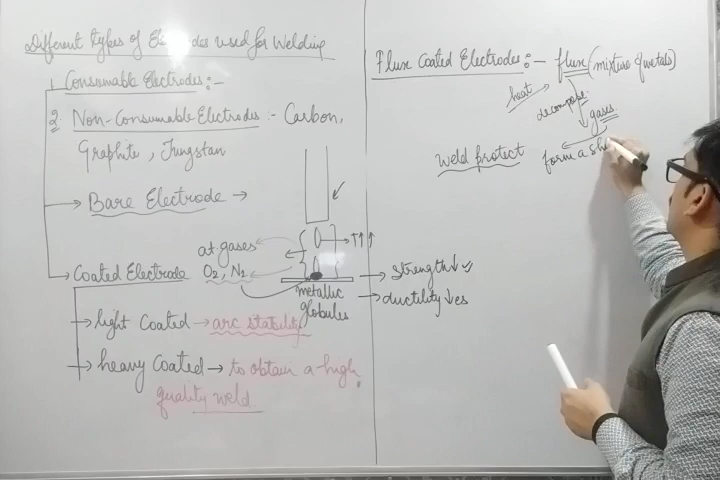 Different types of Electrodes used for Welding
1. Consumable Electrodes :-
2. Non-Consumable Electrodes :- Carbon,
Graphite, Tungstan
→ Bare Electrode →
→ Coated Electrode
at gases
O2, N2
→ ↑↑↑
metallic
globules
→ Strength↓ ✓
→ ductility ↓es
→ light Coated → arc stability
→ heavy Coated → to obtain a high
quality weld.
Flux Coated Electrodes :- flux (mixture of metals)
heat →
decompose
gases
weld protect form a sh